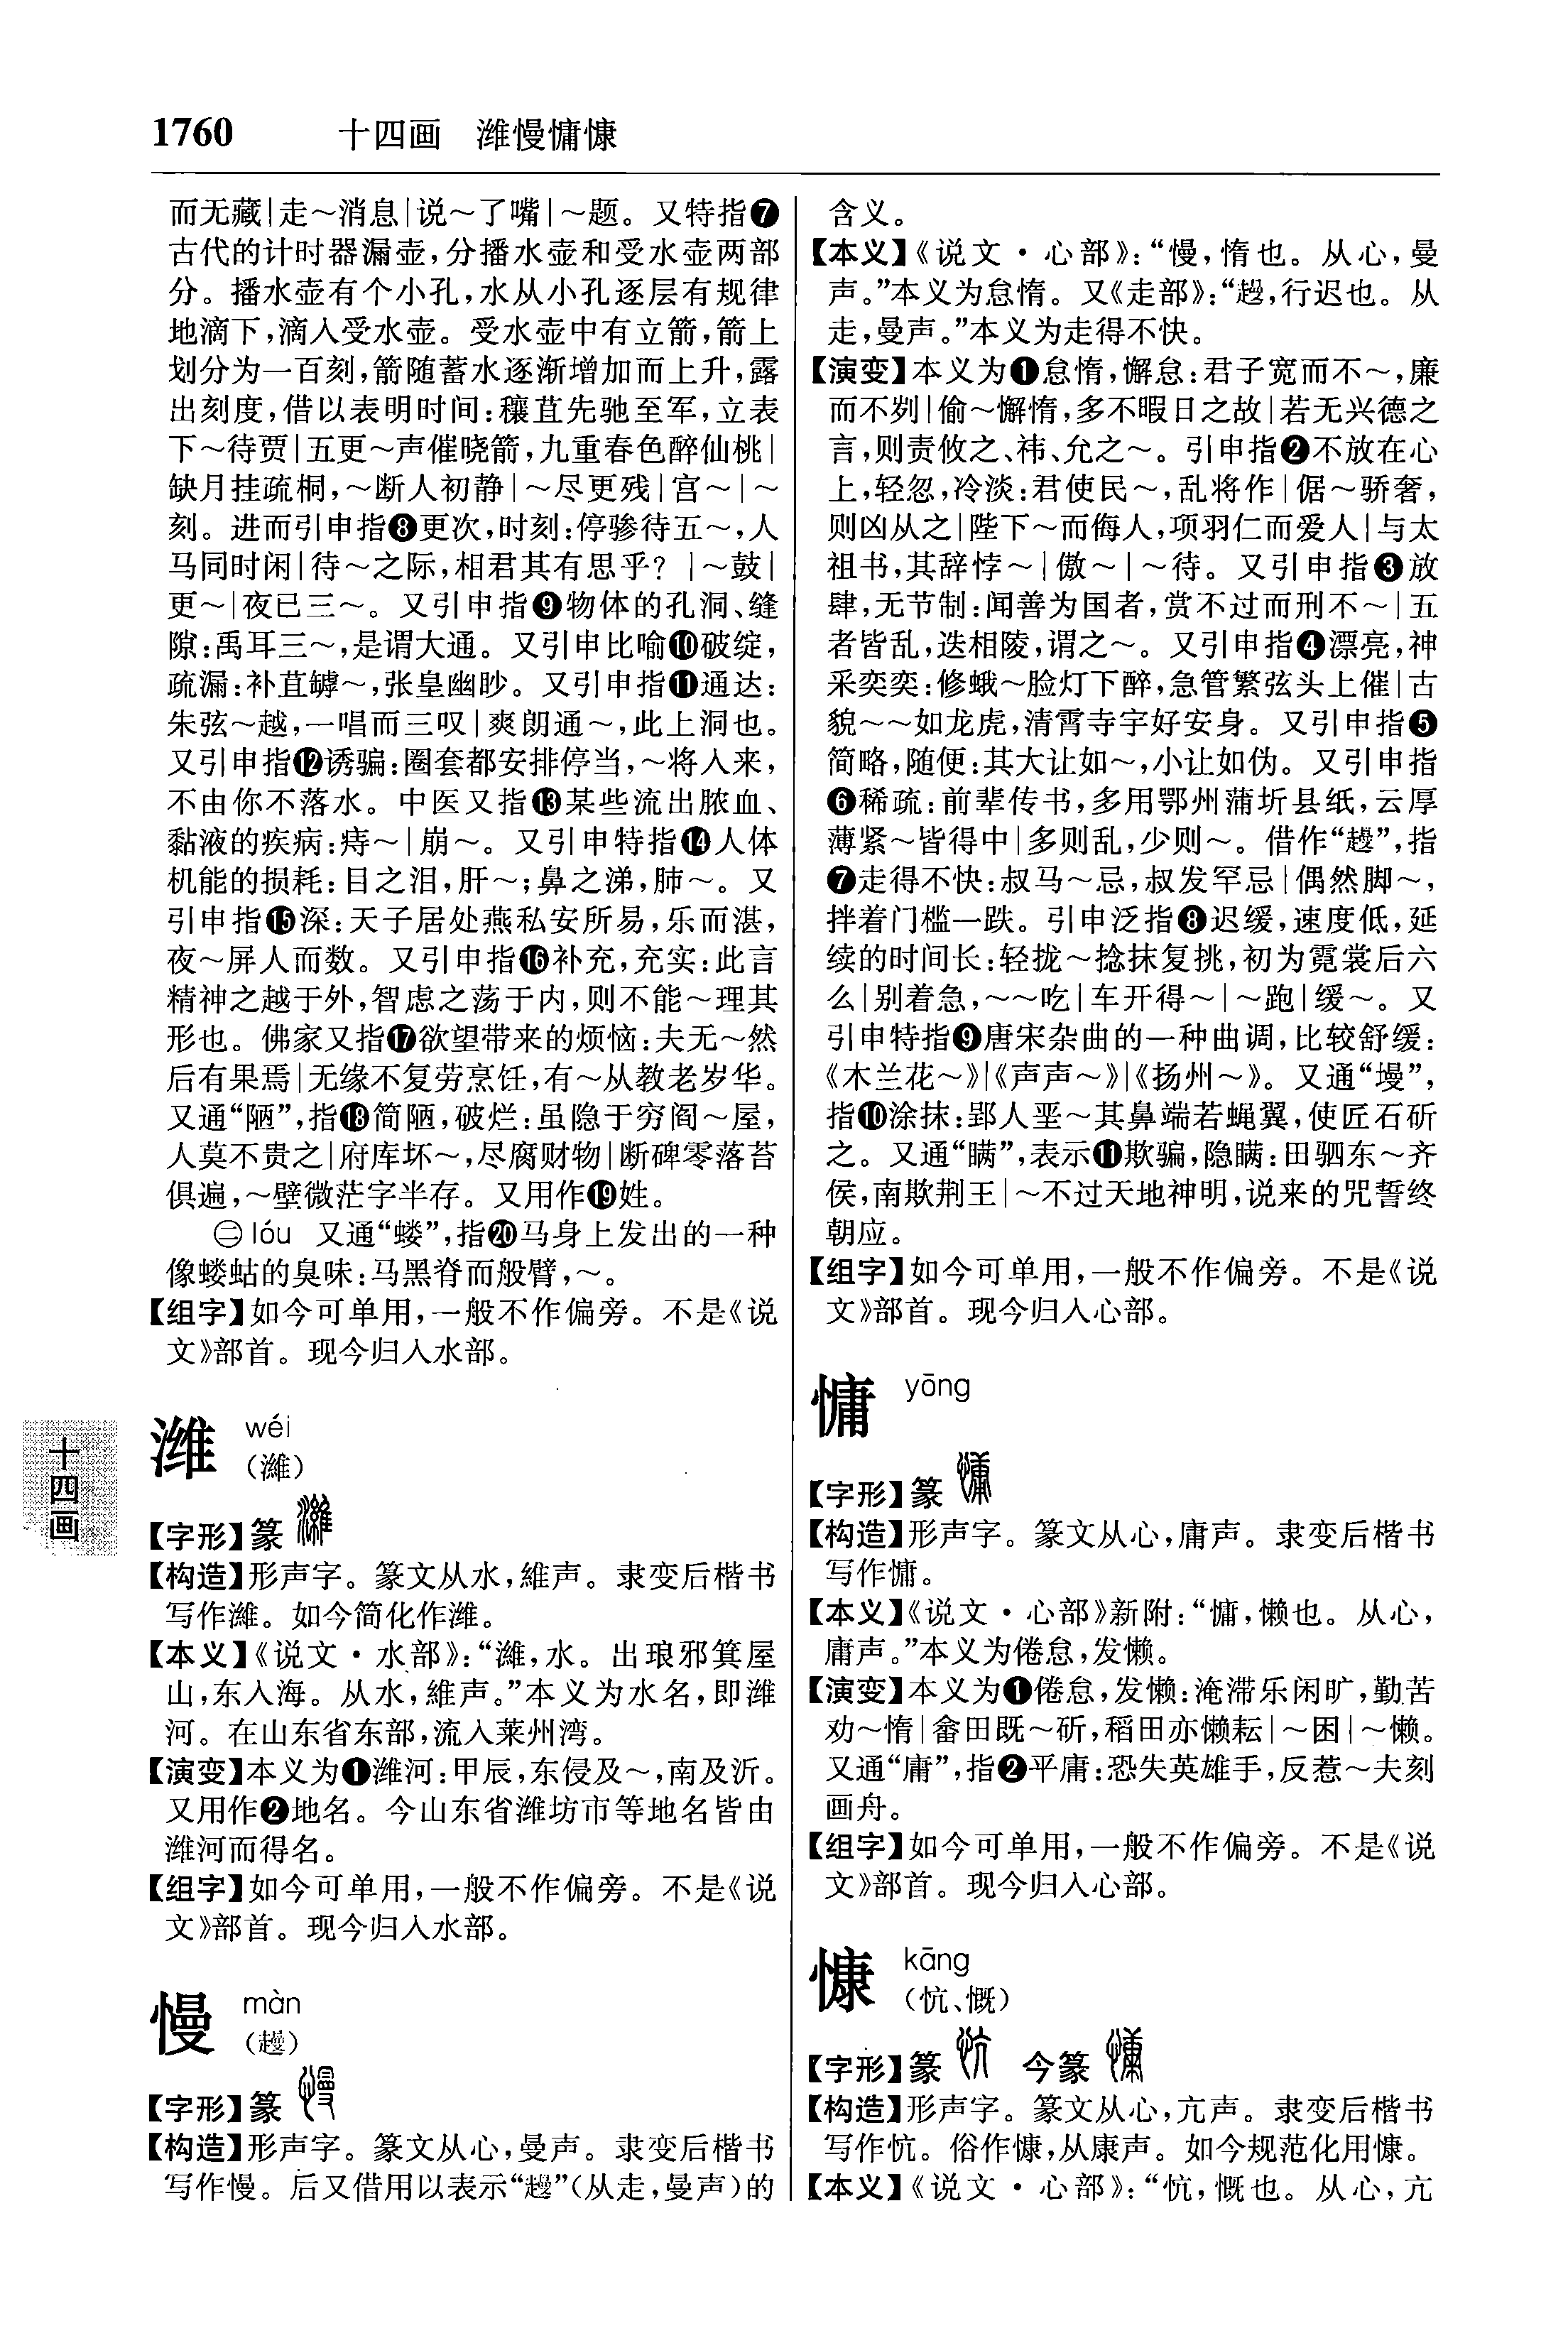 1760 十四画 潍慢慵慷
而无藏|走～消息|说～了嘴|～题。又特指❼
古代的计时器漏壶,分播水壶和受水壶两部
分。播水壶有个小孔,水从小孔逐层有规律
地滴下,滴入受水壶。受水壶中有立箭,箭上
划分为一百刻,箭随蓄水逐渐增加而上升,露
出刻度,借以表明时间:穰苴先驰至军,立表
下～待贾|五更～声催晓箭,九重春色醉仙桃|
缺月挂疏桐,～断人初静|～尽更残|宫～|～
刻。进而引申指❽更次,时刻:停骖待五～,人
马同时闲|待～之际,相君其有思乎?|～鼓|
更～|夜已三～。又引申指❾物体的孔洞、缝
隙:禹耳三～,是谓大通。又引申比喻❿破绽,
疏漏:补苴罅～,张皇幽眇。又引申指⓫通达:
朱弦～越,一唱而三叹|爽朗通～,此上洞也。
又引申指⓬诱骗:圈套都安排停当,～将入来,
不由你不落水。中医又指⓭某些流出脓血、
黏液的疾病:痔～|崩～。又引申特指⓮人体
机能的损耗:目之泪,肝～;鼻之涕,肺～。又
引申指⓯深:天子居处燕私安所易,乐而湛,
夜～屏人而数。又引申指⓰补充,充实:此言
精神之越于外,智虑之荡于内,则不能～理其
形也。佛家又指⓱欲望带来的烦恼:夫无～然
后有果焉|无缘不复劳烹饪,有～从教老岁华。
又通“陋”,指⓲简陋,破烂:虽隐于穷阎～屋,
人莫不贵之|府库坏～,尽腐财物|断碑零落苔
俱遍,～壁微茫字半存。又用作⓳姓。
㊁lóu 又通“蝼”,指⓴马身上发出的一种
像蝼蛄的臭味:马黑脊而般臂,～。
【组字】如今可单用,一般不作偏旁。不是《说
文》部首。现今归入水部。
潍 wéi
(濰)
【字形】篆
【构造】形声字。篆文从水,維声。隶变后楷书
写作濰。如今简化作潍。
【本义】《说文·水部》:“濰,水。出琅邪箕屋
山,东入海。从水,維声。”本义为水名,即潍
河。在山东省东部,流入莱州湾。
【演变】本义为❶潍河:甲辰,东侵及～,南及沂。
又用作❷地名。今山东省潍坊市等地名皆由
潍河而得名。
【组字】如今可单用,一般不作偏旁。不是《说
文》部首。现今归入水部。
慢 màn
(趧)
【字形】篆
【构造】形声字。篆文从心,曼声。隶变后楷书
写作慢。后又借用以表示“𧽜”(从走,曼声)的
含义。
【本义】《说文·心部》:“慢,惰也。从心,曼
声。”本义为怠惰。又《走部》:“𧽜,行迟也。从
走,曼声。”本义为走得不快。
【演变】本义为❶怠惰,懈怠:君子宽而不～,廉
而不刿|偷～懈惰,多不暇日之故|若无兴德之
言,则责攸之、祎、允之～。引申指❷不放在心
上,轻忽,冷淡:君使民～,乱将作|倨～骄奢,
则凶从之|陛下～而侮人,项羽仁而爱人|与太
祖书,其辞悖～|傲～|～待。又引申指❸放
肆,无节制:闻善为国者,赏不过而刑不～|五
者皆乱,迭相陵,谓之～。又引申指❹漂亮,神
采奕奕:修蛾～脸灯下醉,急管繁弦头上催|古
貌～～如龙虎,清霄寺宇好安身。又引申指❺
简略,随便:其大让如～,小让如伪。又引申指
❻稀疏:前辈传书,多用鄂州蒲圻县纸,云厚
薄紧～皆得中|多则乱,少则～。借作“𧽜”,指
❼走得不快:叔马～忌,叔发罕忌|偶然脚～,
拌着门槛一跌。引申泛指❽迟缓,速度低,延
续的时间长:轻拢～捻抹复挑,初为霓裳后六
么|别着急,～～吃|车开得～|～跑|缓～。又
引申特指❾唐宋杂曲的一种曲调,比较舒缓:
《木兰花～》|《声声～》|《扬州～》。又通“墁”,
指❿涂抹:郢人垩～其鼻端若蝇翼,使匠石斫
之。又通“瞒”,表示⓫欺骗,隐瞒:田驷东～齐
侯,南欺荆王|～不过天地神明,说来的咒誓终
朝应。
【组字】如今可单用,一般不作偏旁。不是《说
文》部首。现今归入心部。
慵 yōng
【字形】篆
【构造】形声字。篆文从心,庸声。隶变后楷书
写作慵。
【本义】《说文·心部》新附:“慵,懒也。从心,
庸声。”本义为倦怠,发懒。
【演变】本义为❶倦怠,发懒:淹滞乐闲旷,勤苦
劝～惰|畬田既～斫,稻田亦懒耘|～困|～懒。
又通“庸”,指❷平庸:恐失英雄手,反惹～夫刻
画舟。
【组字】如今可单用,一般不作偏旁。不是《说
文》部首。现今归入心部。
慷 kāng
(忼、慨)
【字形】篆 今篆
【构造】形声字。篆文从心,亢声。隶变后楷书
写作忼。俗作慷,从康声。如今规范化用慷。
【本义】《说文·心部》:“忼,慨也。从心,亢
十四画